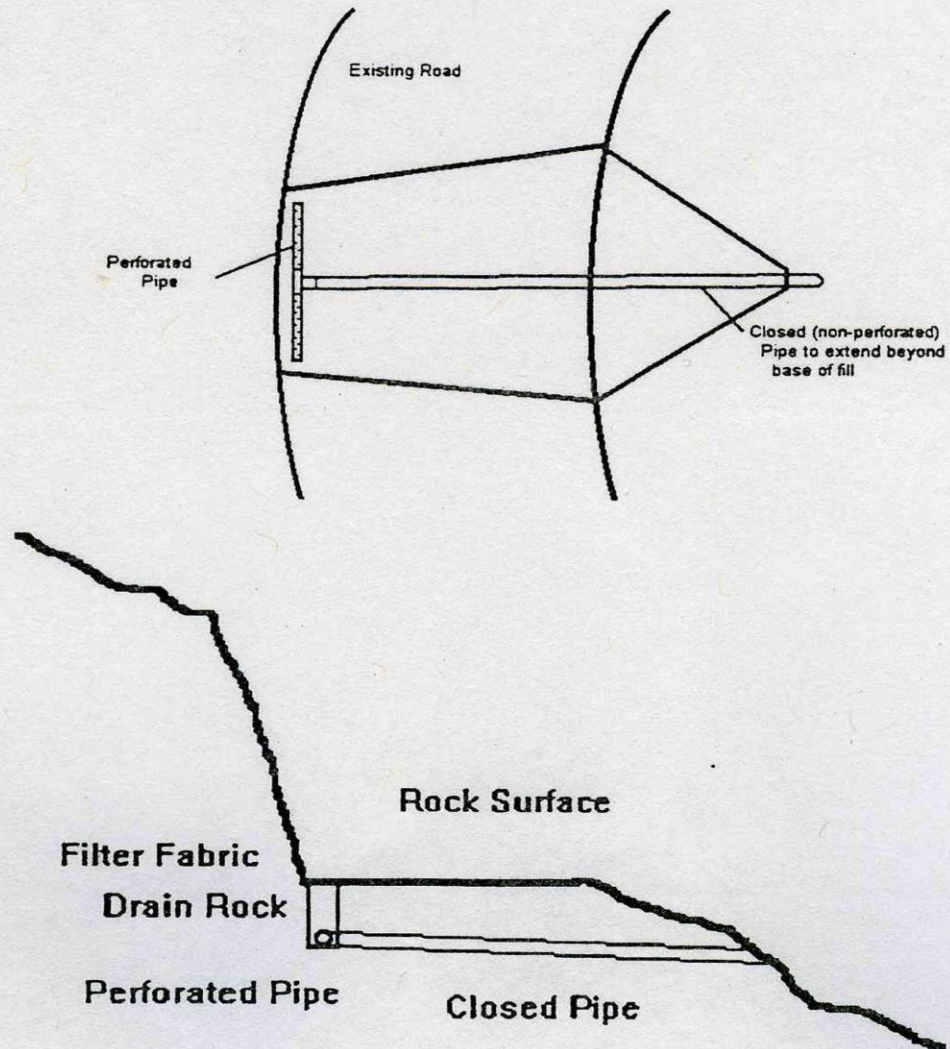 Existing Road
Perforated
Pipe
Closed (non-perforated)
Pipe to extend beyond
base of fill
Rock Surface
Filter Fabric
Drain Rock
Perforated Pipe
Closed Pipe